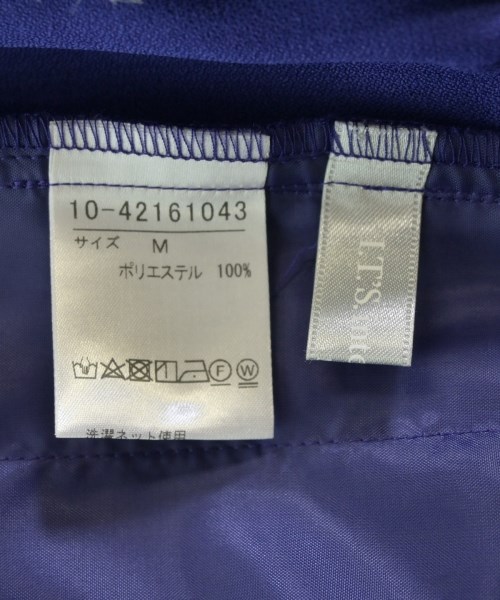 10-42161043
サイズ M
ポリエステル 100%
F W
洗濯ネット使用
I.T.'S.